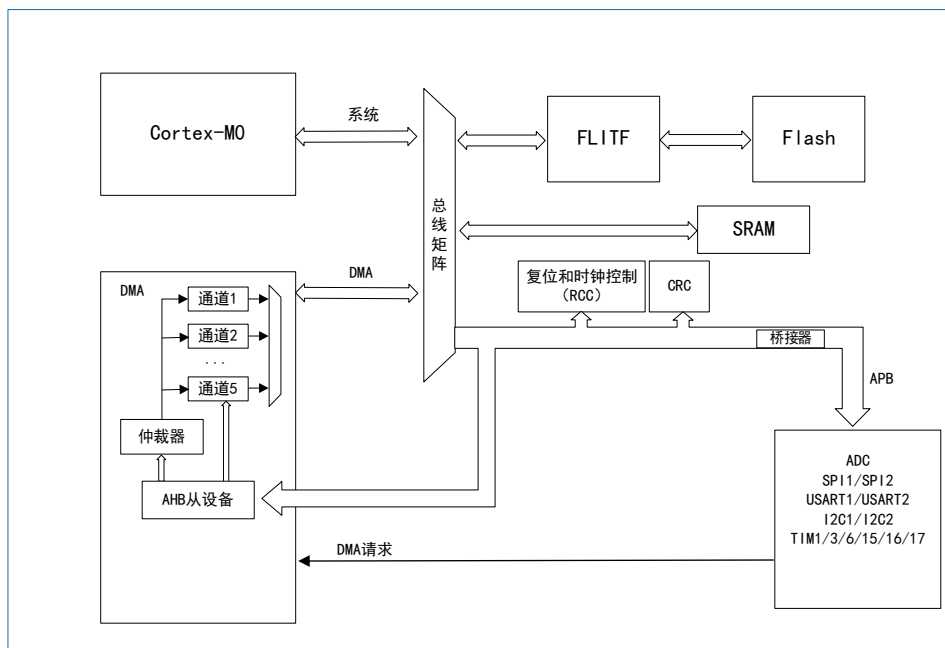 Cortex-M0
系统
FLITF
Flash
总线矩阵
SRAM
DMA
DMA
通道1
通道2
...
通道5
仲裁器
AHB从设备
复位和时钟控制
（RCC）
CRC
桥接器
APB
ADC
SPI1/SPI2
USART1/USART2
I2C1/I2C2
TIM1/3/6/15/16/17
DMA请求